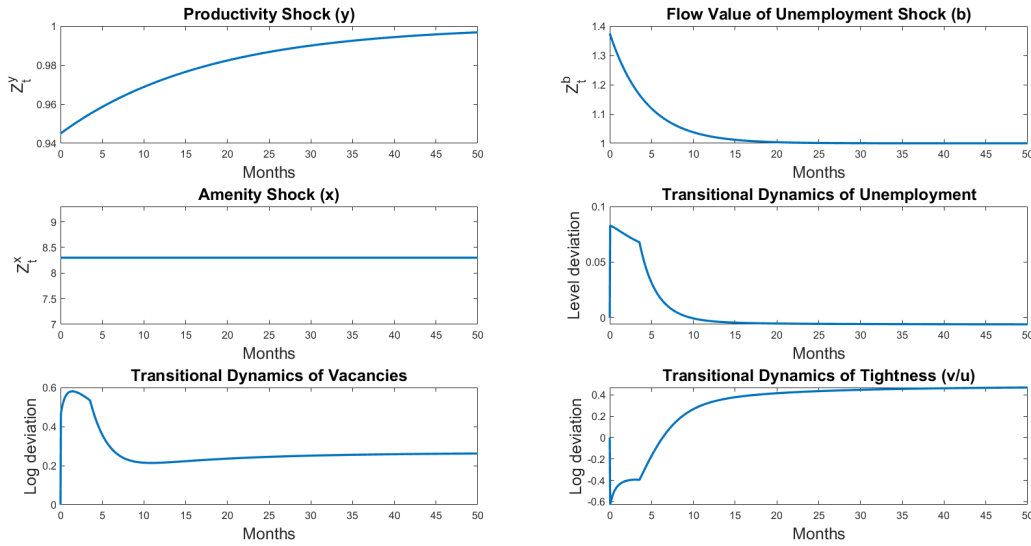 Productivity Shock (y)
Z_t^y
1
0.98
0.96
0.94
0 5 10 15 20 25 30 35 40 45 50
Months
Flow Value of Unemployment Shock (b)
Z_t^b
1.4
1.3
1.2
1.1
1
0 5 10 15 20 25 30 35 40 45 50
Months
Amenity Shock (x)
Z_t^x
9
8.5
8
7.5
7
0 5 10 15 20 25 30 35 40 45 50
Months
Transitional Dynamics of Unemployment
Level deviation
0.1
0.05
0
0 5 10 15 20 25 30 35 40 45 50
Months
Transitional Dynamics of Vacancies
Log deviation
0.6
0.4
0.2
0
0 5 10 15 20 25 30 35 40 45 50
Months
Transitional Dynamics of Tightness (v/u)
Log deviation
0.4
0.2
0
-0.2
-0.4
-0.6
0 5 10 15 20 25 30 35 40 45 50
Months